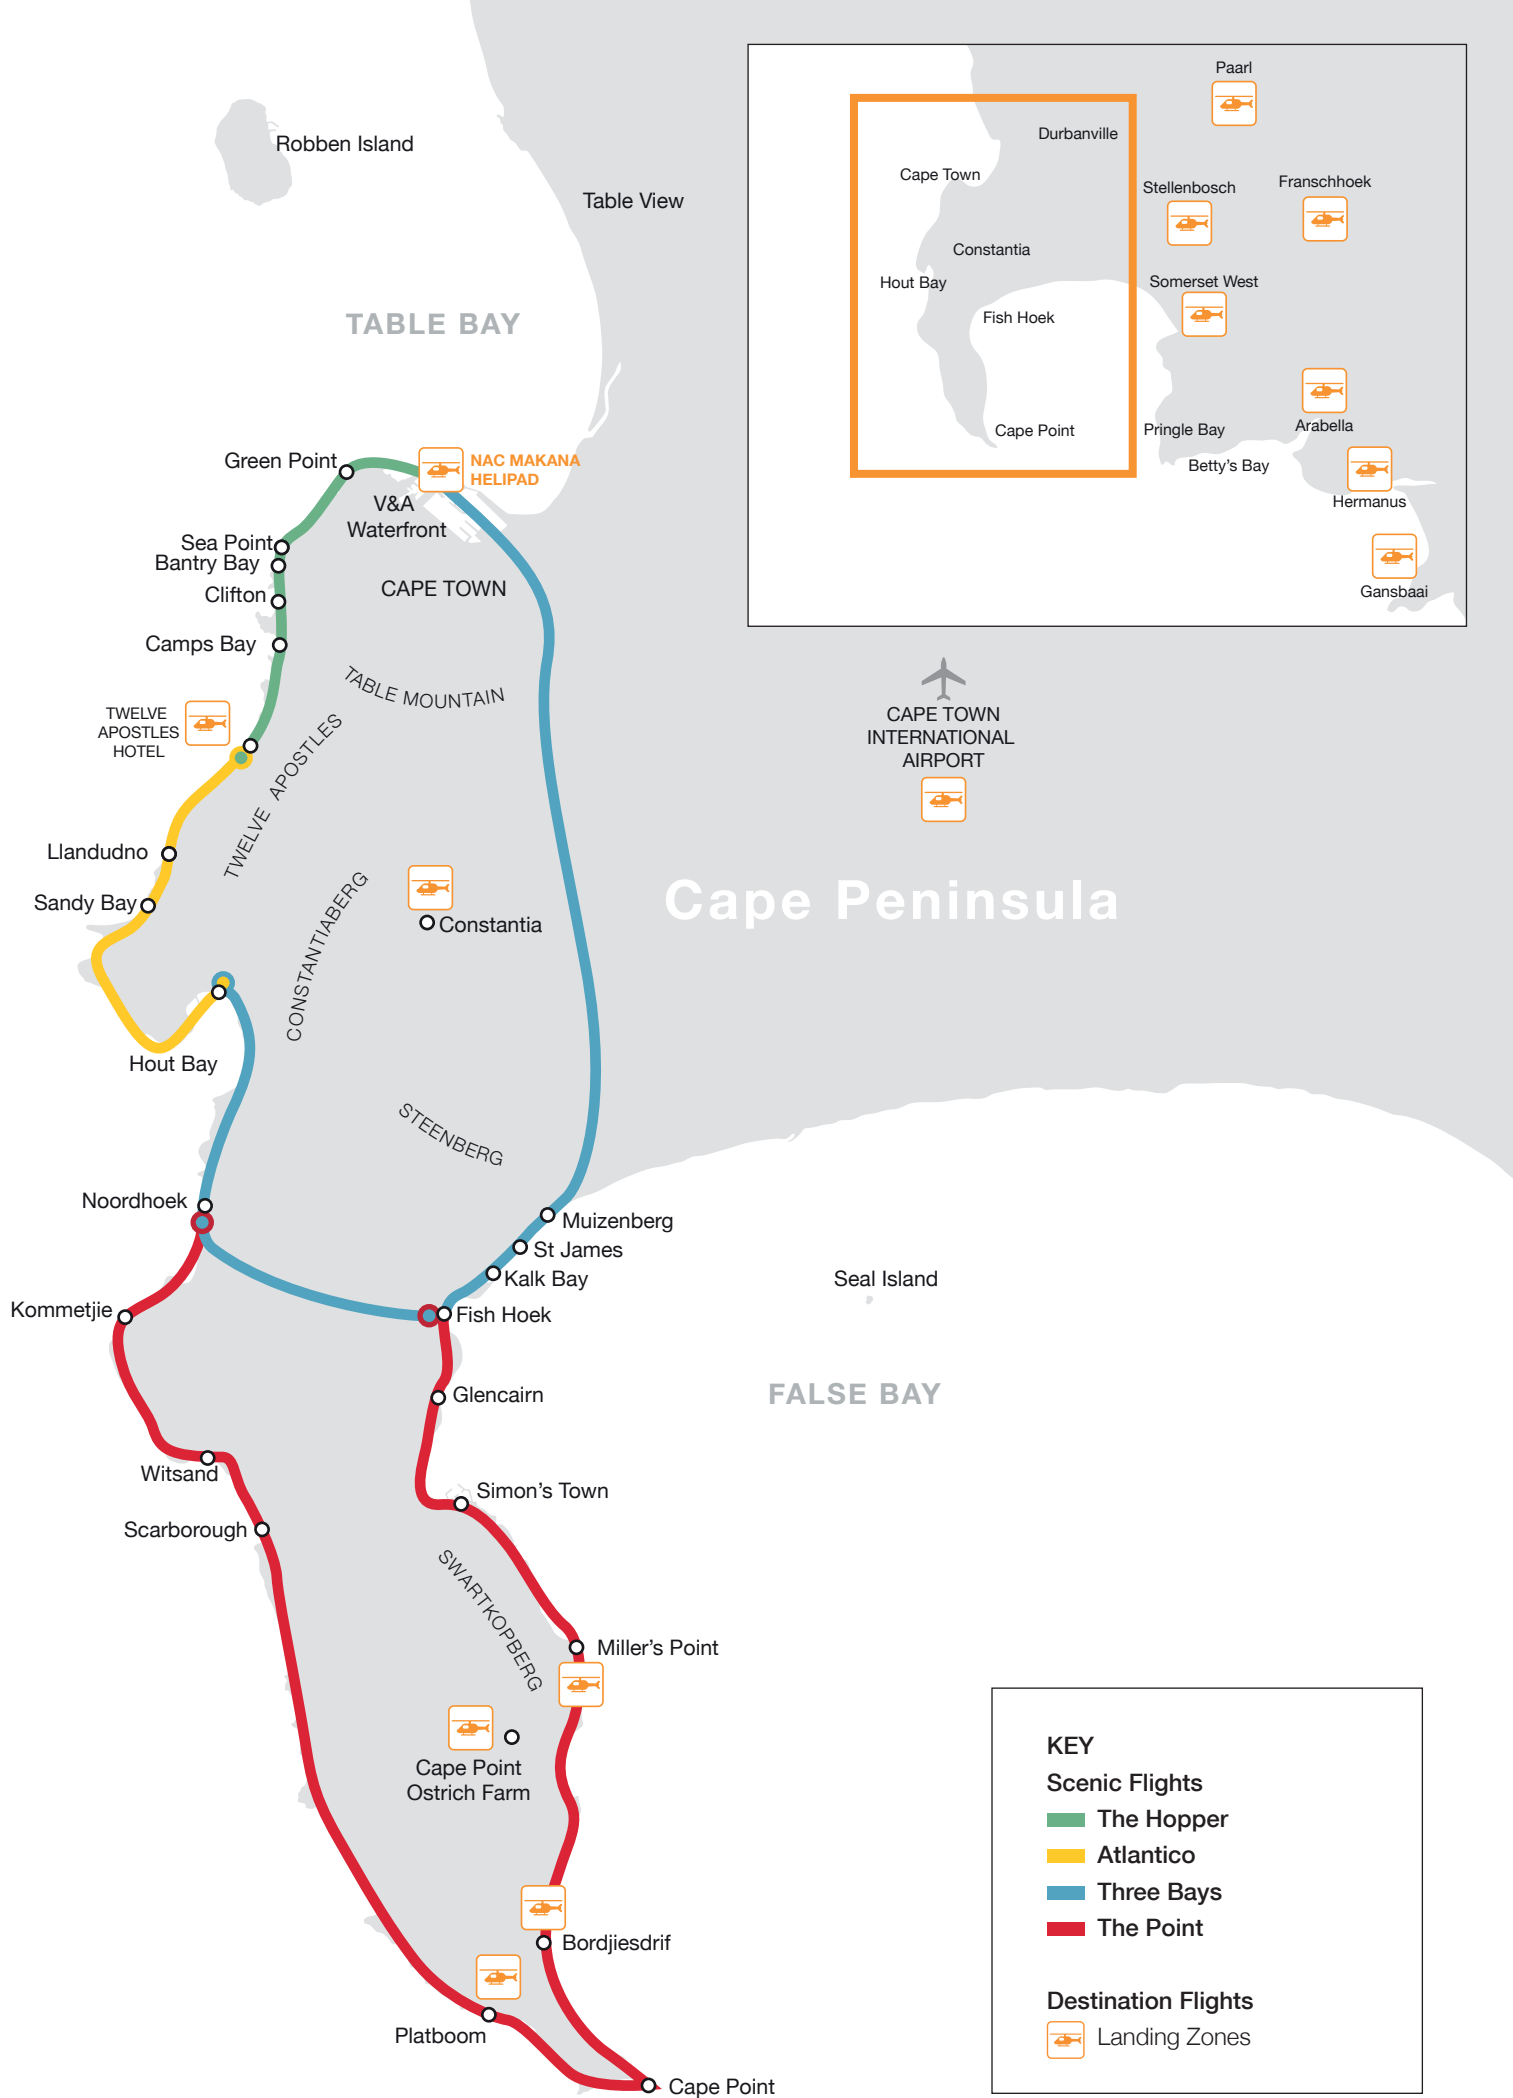 Robben Island
Table View
TABLE BAY
Paarl
Durbanville
Cape Town
Stellenbosch
Franschhoek
Constantia
Hout Bay
Somerset West
Fish Hoek
Cape Point
Pringle Bay
Arabella
Betty's Bay
Hermanus
Gansbaai
Green Point
NAC MAKANA
HELIPAD
V&A
Waterfront
Sea Point
Bantry Bay
Clifton
CAPE TOWN
Camps Bay
TABLE MOUNTAIN
TWELVE
APOSTLES
HOTEL
TWELVE APOSTLES
CAPE TOWN
INTERNATIONAL
AIRPORT
Llandudno
Sandy Bay
Constantia
Cape Peninsula
CONSTANTIABERG
Hout Bay
STEENBERG
Noordhoek
Muizenberg
St James
Kalk Bay
Seal Island
Kommetjie
Fish Hoek
Glencairn
FALSE BAY
Witsand
Simon's Town
Scarborough
SWARTKOPBERG
Miller's Point
Cape Point
Ostrich Farm
Bordjiesdrif
Platboom
Cape Point
KEY
Scenic Flights
The Hopper
Atlantico
Three Bays
The Point
Destination Flights
Landing Zones